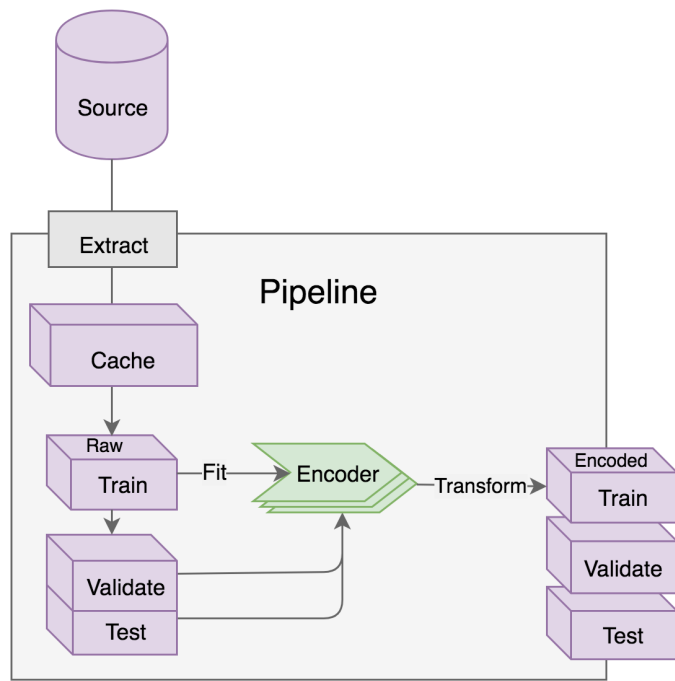 Source
Extract
Pipeline
Cache
Raw
Train
Fit
Encoder
Transform
Encoded
Train
Validate
Test
Validate
Test